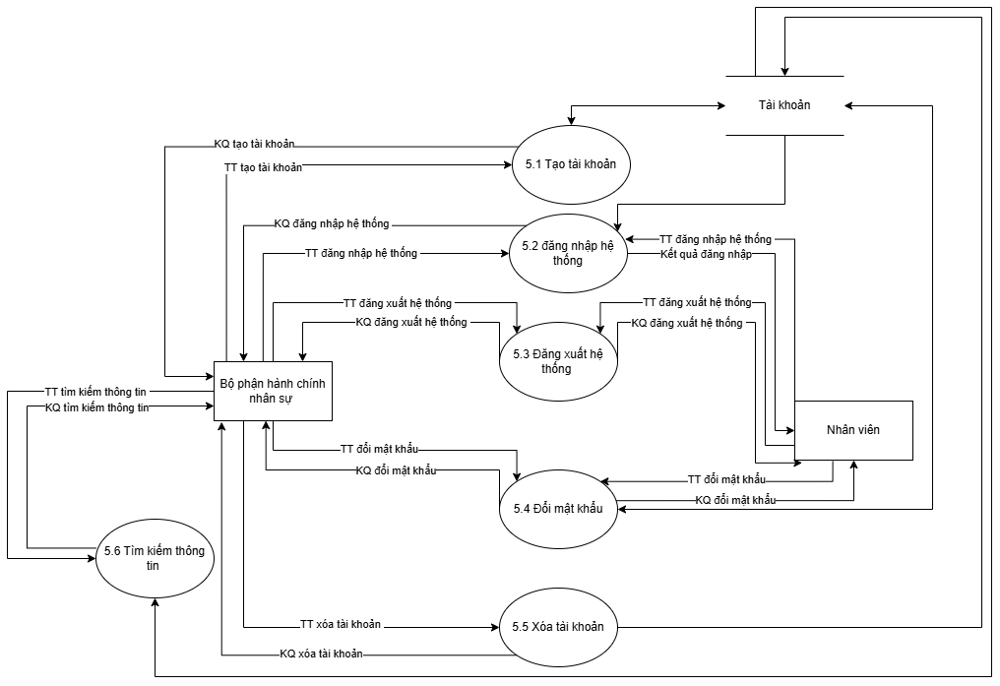 Tài khoản
KQ tạo tài khoản
5.1 Tạo tài khoản
TT tạo tài khoản
KQ đăng nhập hệ thống
TT đăng nhập hệ thống
5.2 đăng nhập hệ
thống
TT đăng nhập hệ thống
Kết quả đăng nhập
TT đăng xuất hệ thống
TT đăng xuất hệ thống
KQ đăng xuất hệ thống
KQ đăng xuất hệ thống
5.3 Đăng xuất hệ
thống
Bộ phận hành chính
nhân sự
TT tìm kiếm thông tin
KQ tìm kiếm thông tin
Nhân viên
TT đổi mật khẩu
KQ đổi mật khẩu
TT đổi mật khẩu
KQ đổi mật khẩu
5.4 Đổi mật khẩu
5.6 Tìm kiếm thông
tin
TT xóa tài khoản
5.5 Xóa tài khoản
KQ xóa tài khoản